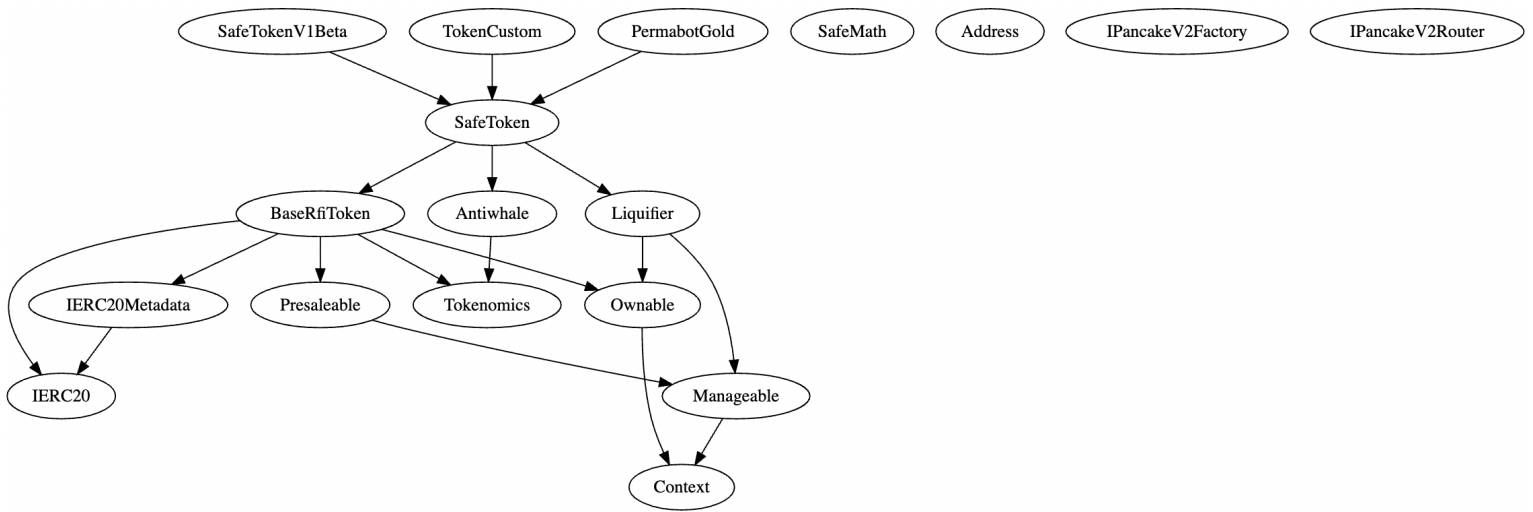 SafeTokenV1Beta
TokenCustom
PermabotGold
SafeMath
Address
IPancakeV2Factory
IPancakeV2Router
SafeToken
BaseRfiToken
Antiwhale
Liquifier
IERC20Metadata
Presaleable
Tokenomics
Ownable
IERC20
Manageable
Context